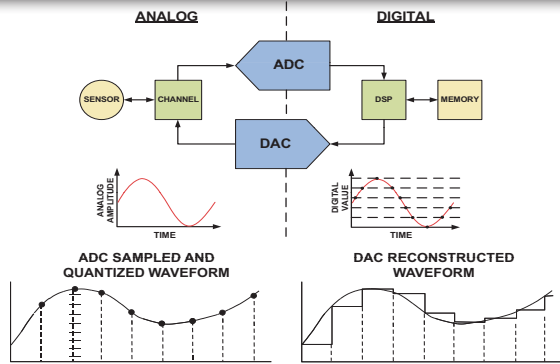 ANALOG
DIGITAL
ADC
SENSOR
CHANNEL
DSP
MEMORY
DAC
ANALOG
AMPLITUDE
TIME
DIGITAL
VALUE
TIME
ADC SAMPLED AND
QUANTIZED WAVEFORM
DAC RECONSTRUCTED
WAVEFORM